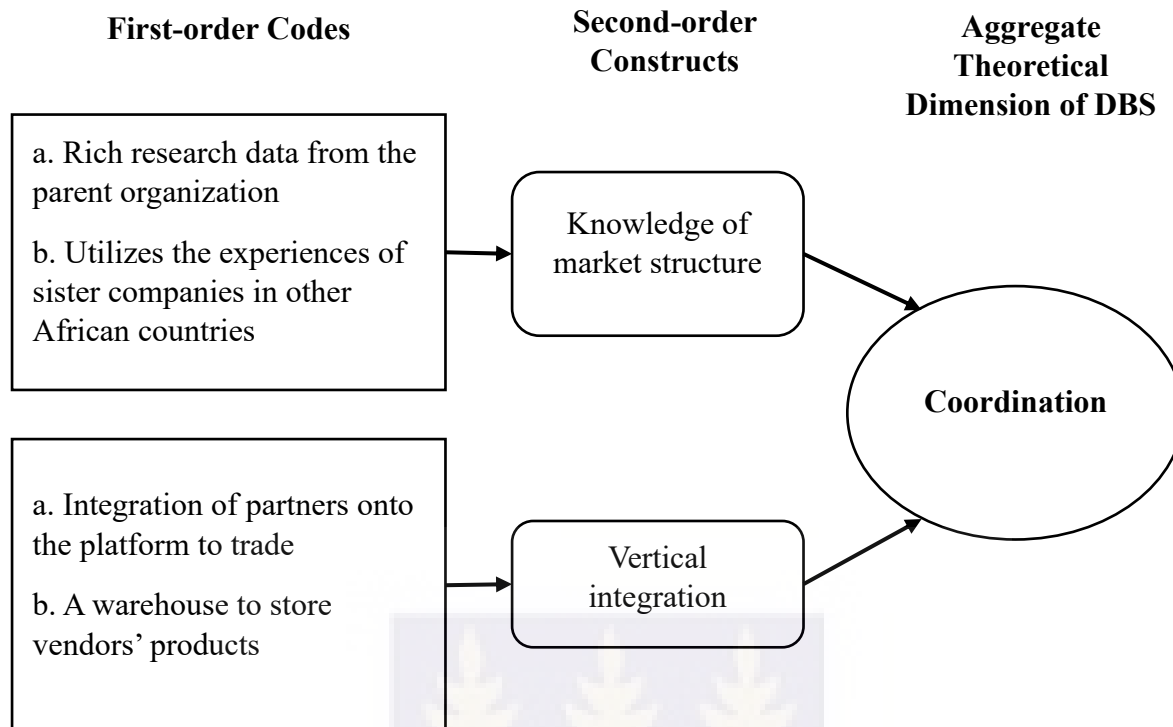 First-order Codes
Second-order
Constructs
Aggregate
Theoretical
Dimension of DBS
a. Rich research data from the
parent organization
b. Utilizes the experiences of
sister companies in other
African countries
Knowledge of
market structure
Coordination
a. Integration of partners onto
the platform to trade
b. A warehouse to store
vendors’ products
Vertical
integration